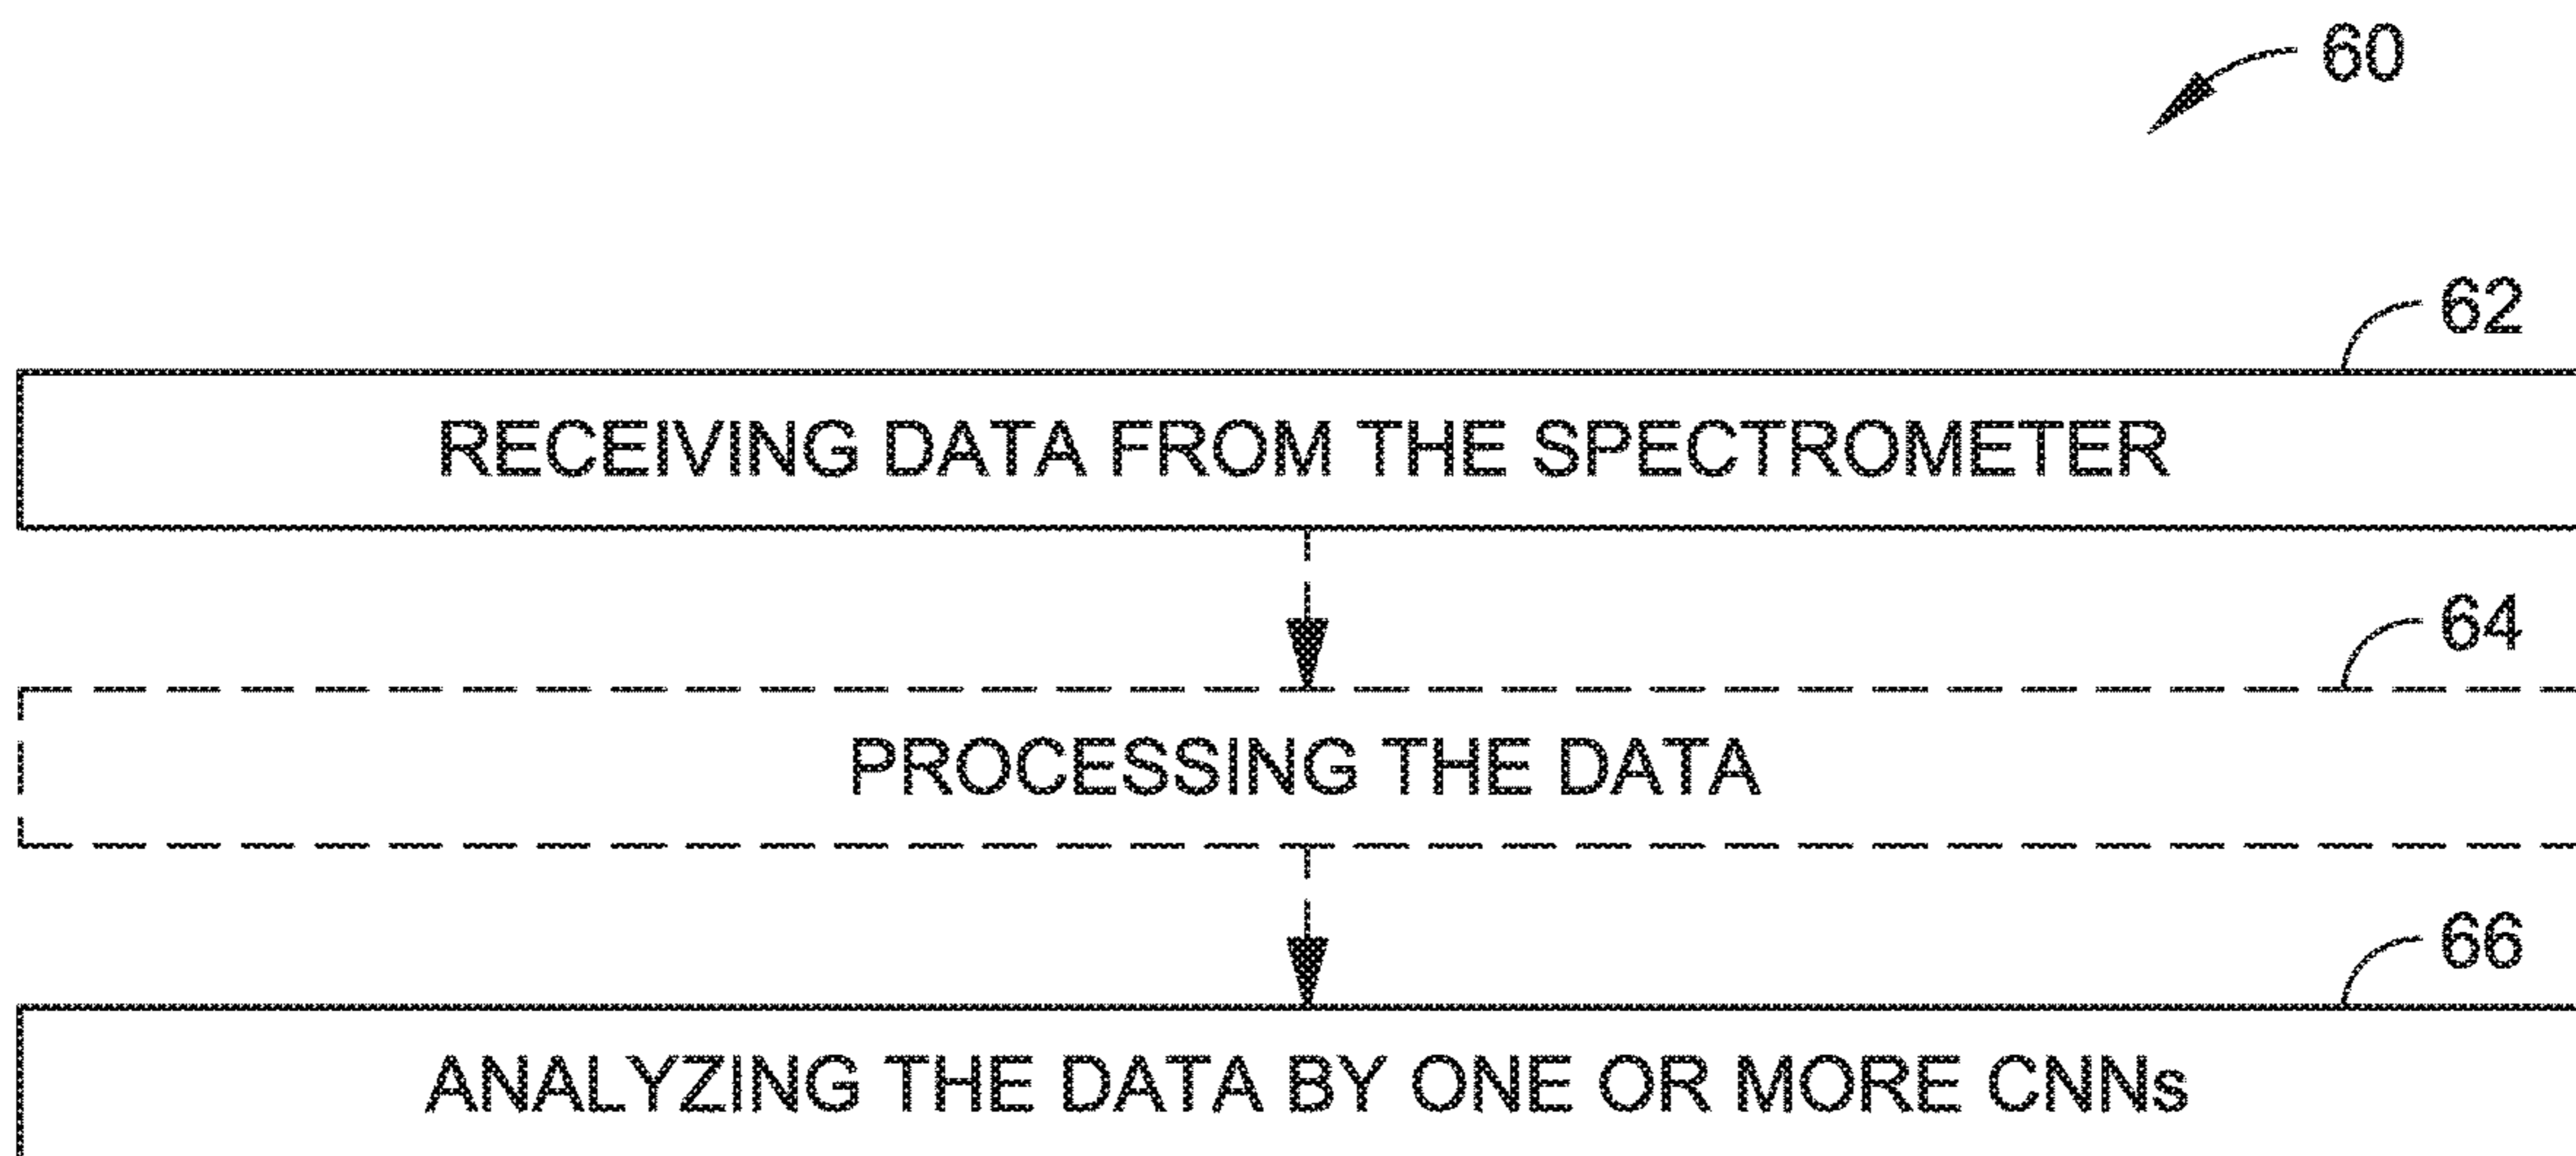 60
62
RECEIVING DATA FROM THE SPECTROMETER
64
PROCESSING THE DATA
66
ANALYZING THE DATA BY ONE OR MORE CNNs